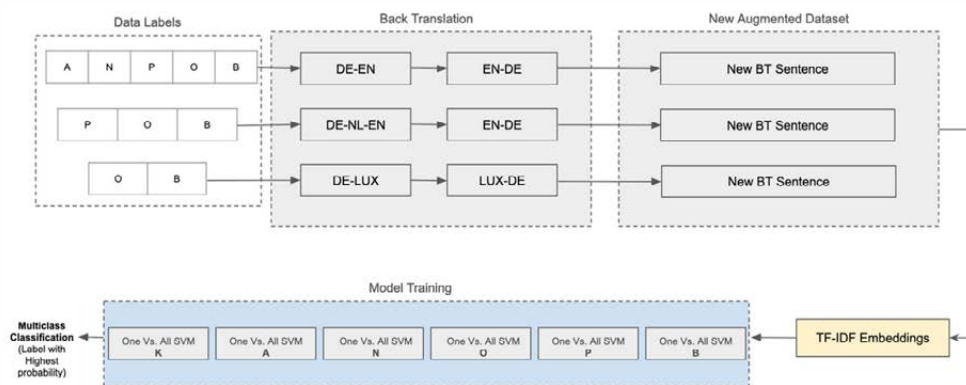 Data Labels
Back Translation
New Augmented Dataset
A N P O B
DE-EN
EN-DE
New BT Sentence
P O B
DE-NL-EN
EN-DE
New BT Sentence
O B
DE-LUX
LUX-DE
New BT Sentence
Model Training
Multiclass
Classification
(Label with
Highest
probability)
One Vs. All SVM
K
One Vs. All SVM
A
One Vs. All SVM
N
One Vs. All SVM
O
One Vs. All SVM
P
One Vs. All SVM
B
TF-IDF Embeddings